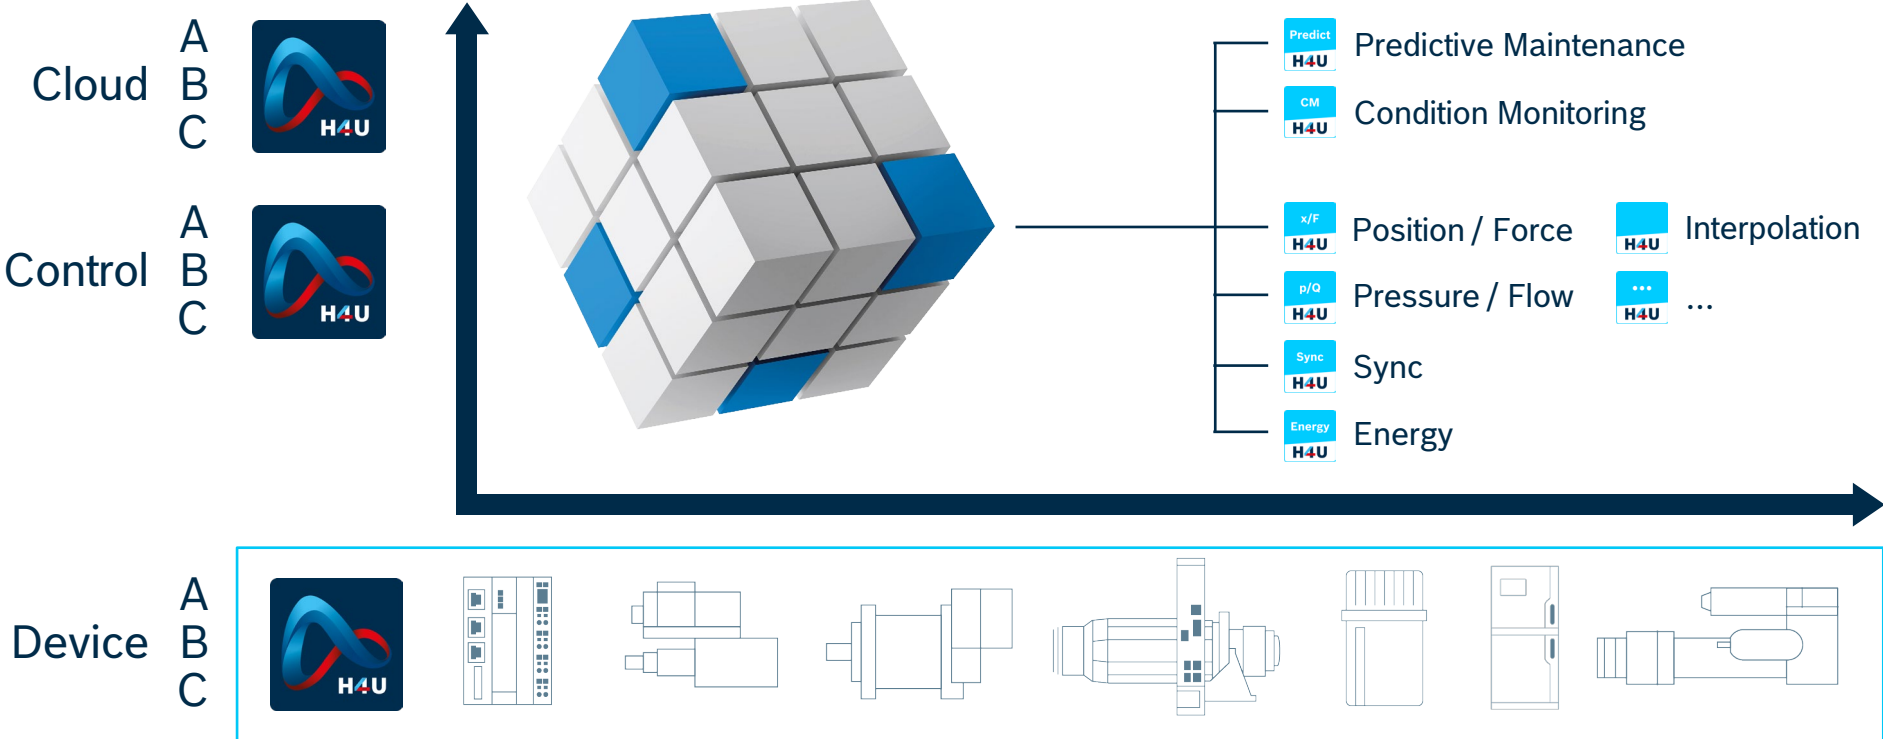 Cloud
A
B
C
H4U
Control
A
B
C
H4U
Predict
H4U
Predictive Maintenance
CM
H4U
Condition Monitoring
x/F
H4U
Position / Force
H4U
Interpolation
p/Q
H4U
Pressure / Flow
...
H4U
...
Sync
H4U
Sync
Energy
H4U
Energy
Device
A
B
C
H4U